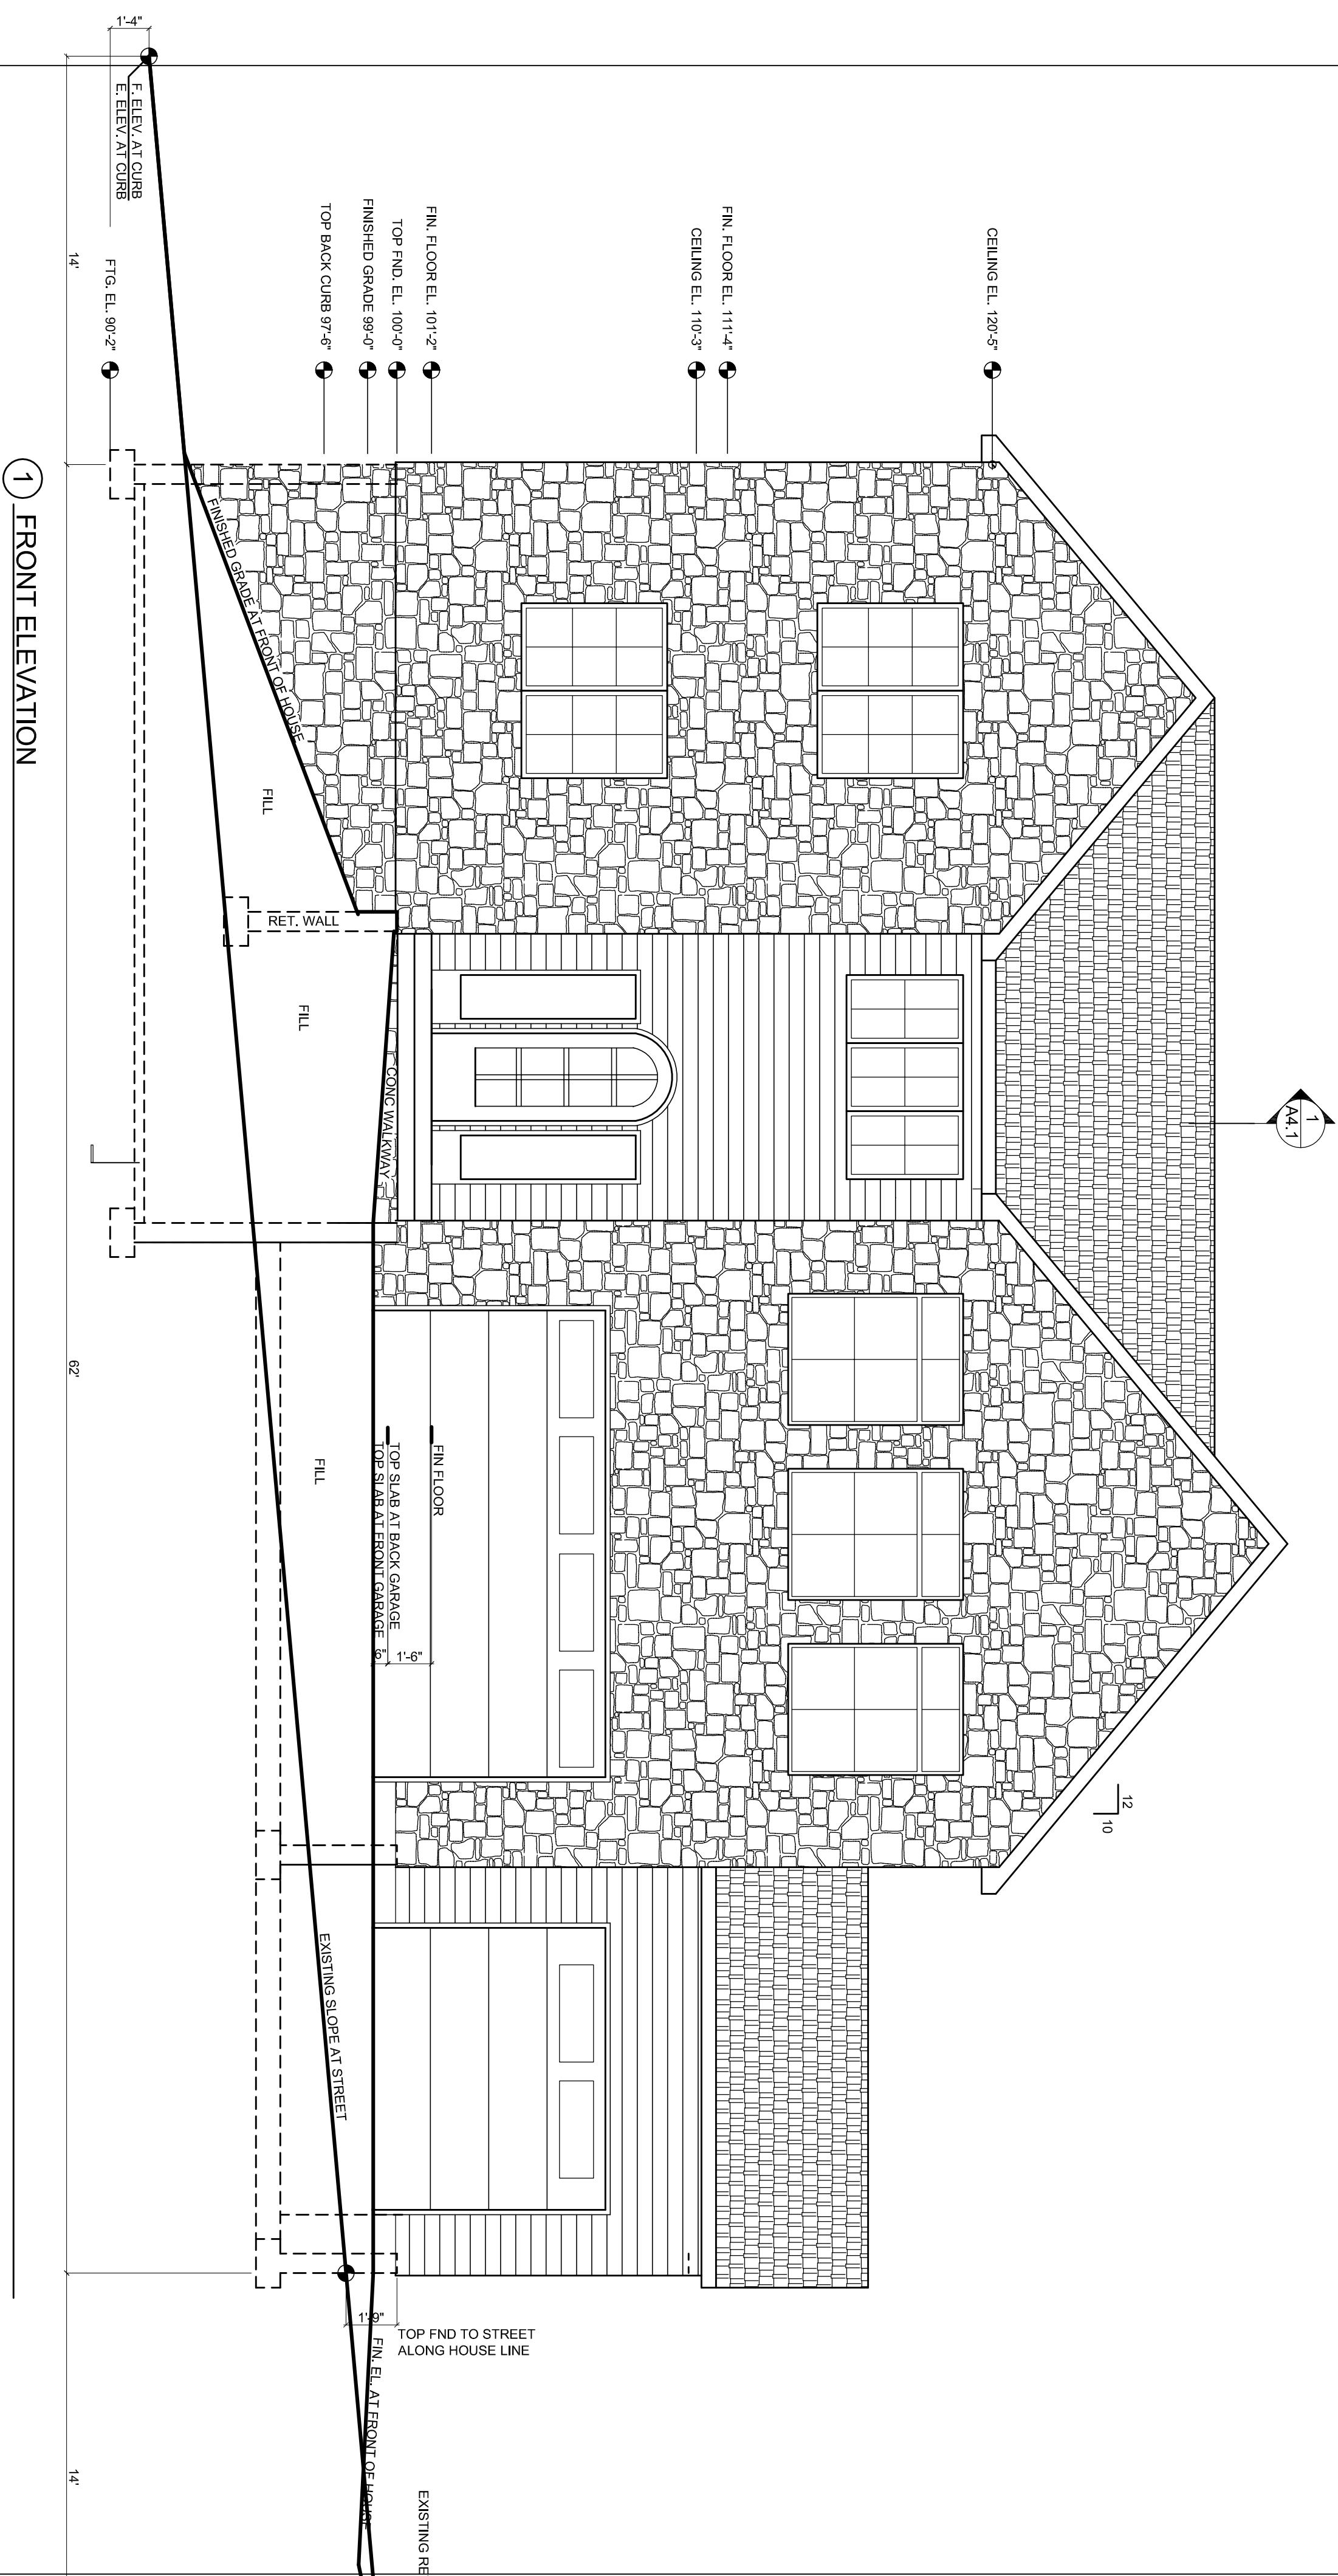 1
A4.1
12
10
CEILING EL. 120'-5"
FIN. FLOOR EL. 111'-4"
CEILING EL. 110'-3"
FIN. FLOOR EL. 101'-2"
TOP FND. EL. 100'-0"
FINISHED GRADE 99'-0"
TOP BACK CURB 97'-6"
FTG. EL. 90'-2"
1'-4"
F. ELEV. AT CURB
E. ELEV. AT CURB
FINISHED GRADE AT FRONT OF HOUSE
FILL
RET. WALL
FILL
CONC WALKWAY
FIN FLOOR
TOP SLAB AT BACK GARAGE
TOP SLAB AT FRONT GARAGE
1'-6"
6"
FILL
EXISTING SLOPE AT STREET
1'-9"
TOP FND TO STREET
ALONG HOUSE LINE
FIN. EL. AT FRONT OF HOUSE
EXISTING RE
14'
62'
14'
1 FRONT ELEVATION